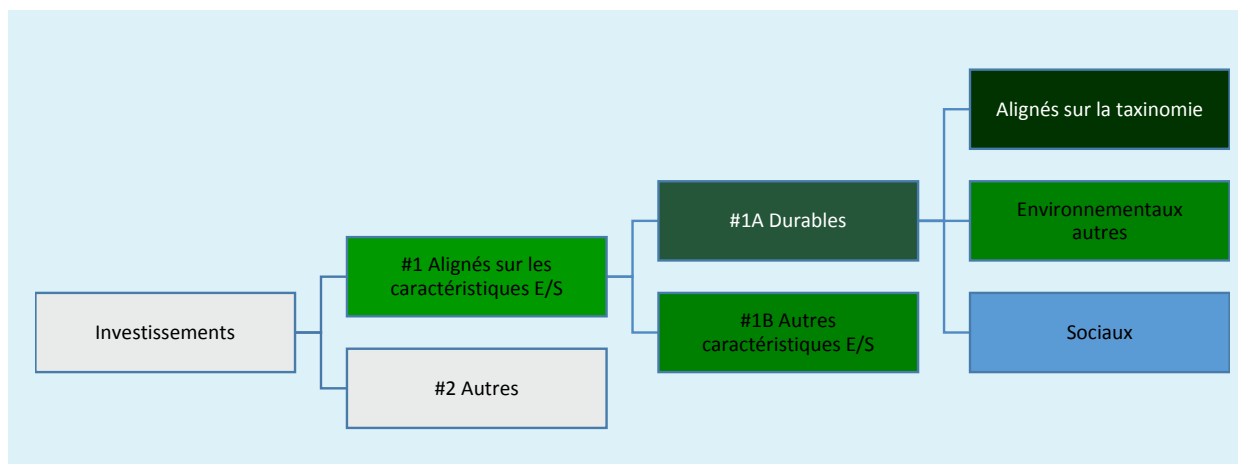 Investissements
#1 Alignés sur les
caractéristiques E/S
#2 Autres
#1A Durables
#1B Autres
caractéristiques E/S
Alignés sur la taxinomie
Environnementaux
autres
Sociaux